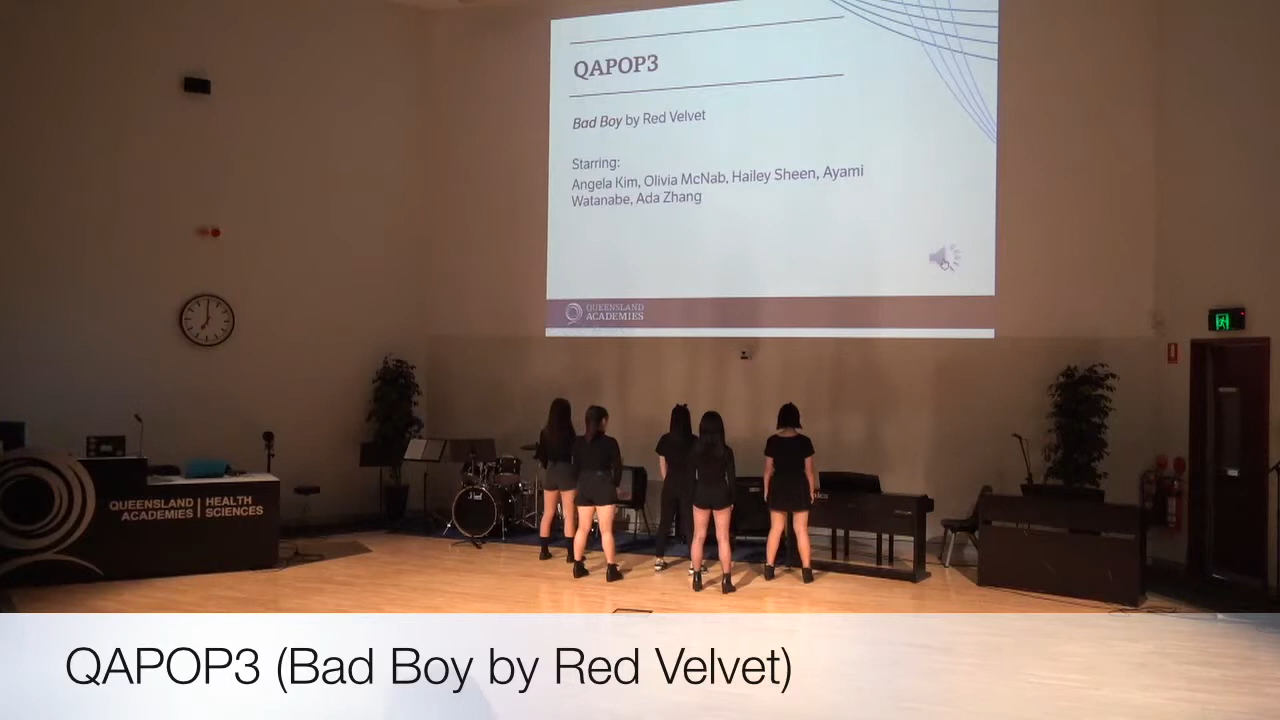 QAPOP3
Bad Boy by Red Velvet
Starring:
Angela Kim, Olivia McNab, Hailey Sheen, Ayami
Watanabe, Ada Zhang
QUEENSLAND
ACADEMIES
QUEENSLAND | HEALTH
ACADEMIES | SCIENCES
QAPOP3 (Bad Boy by Red Velvet)